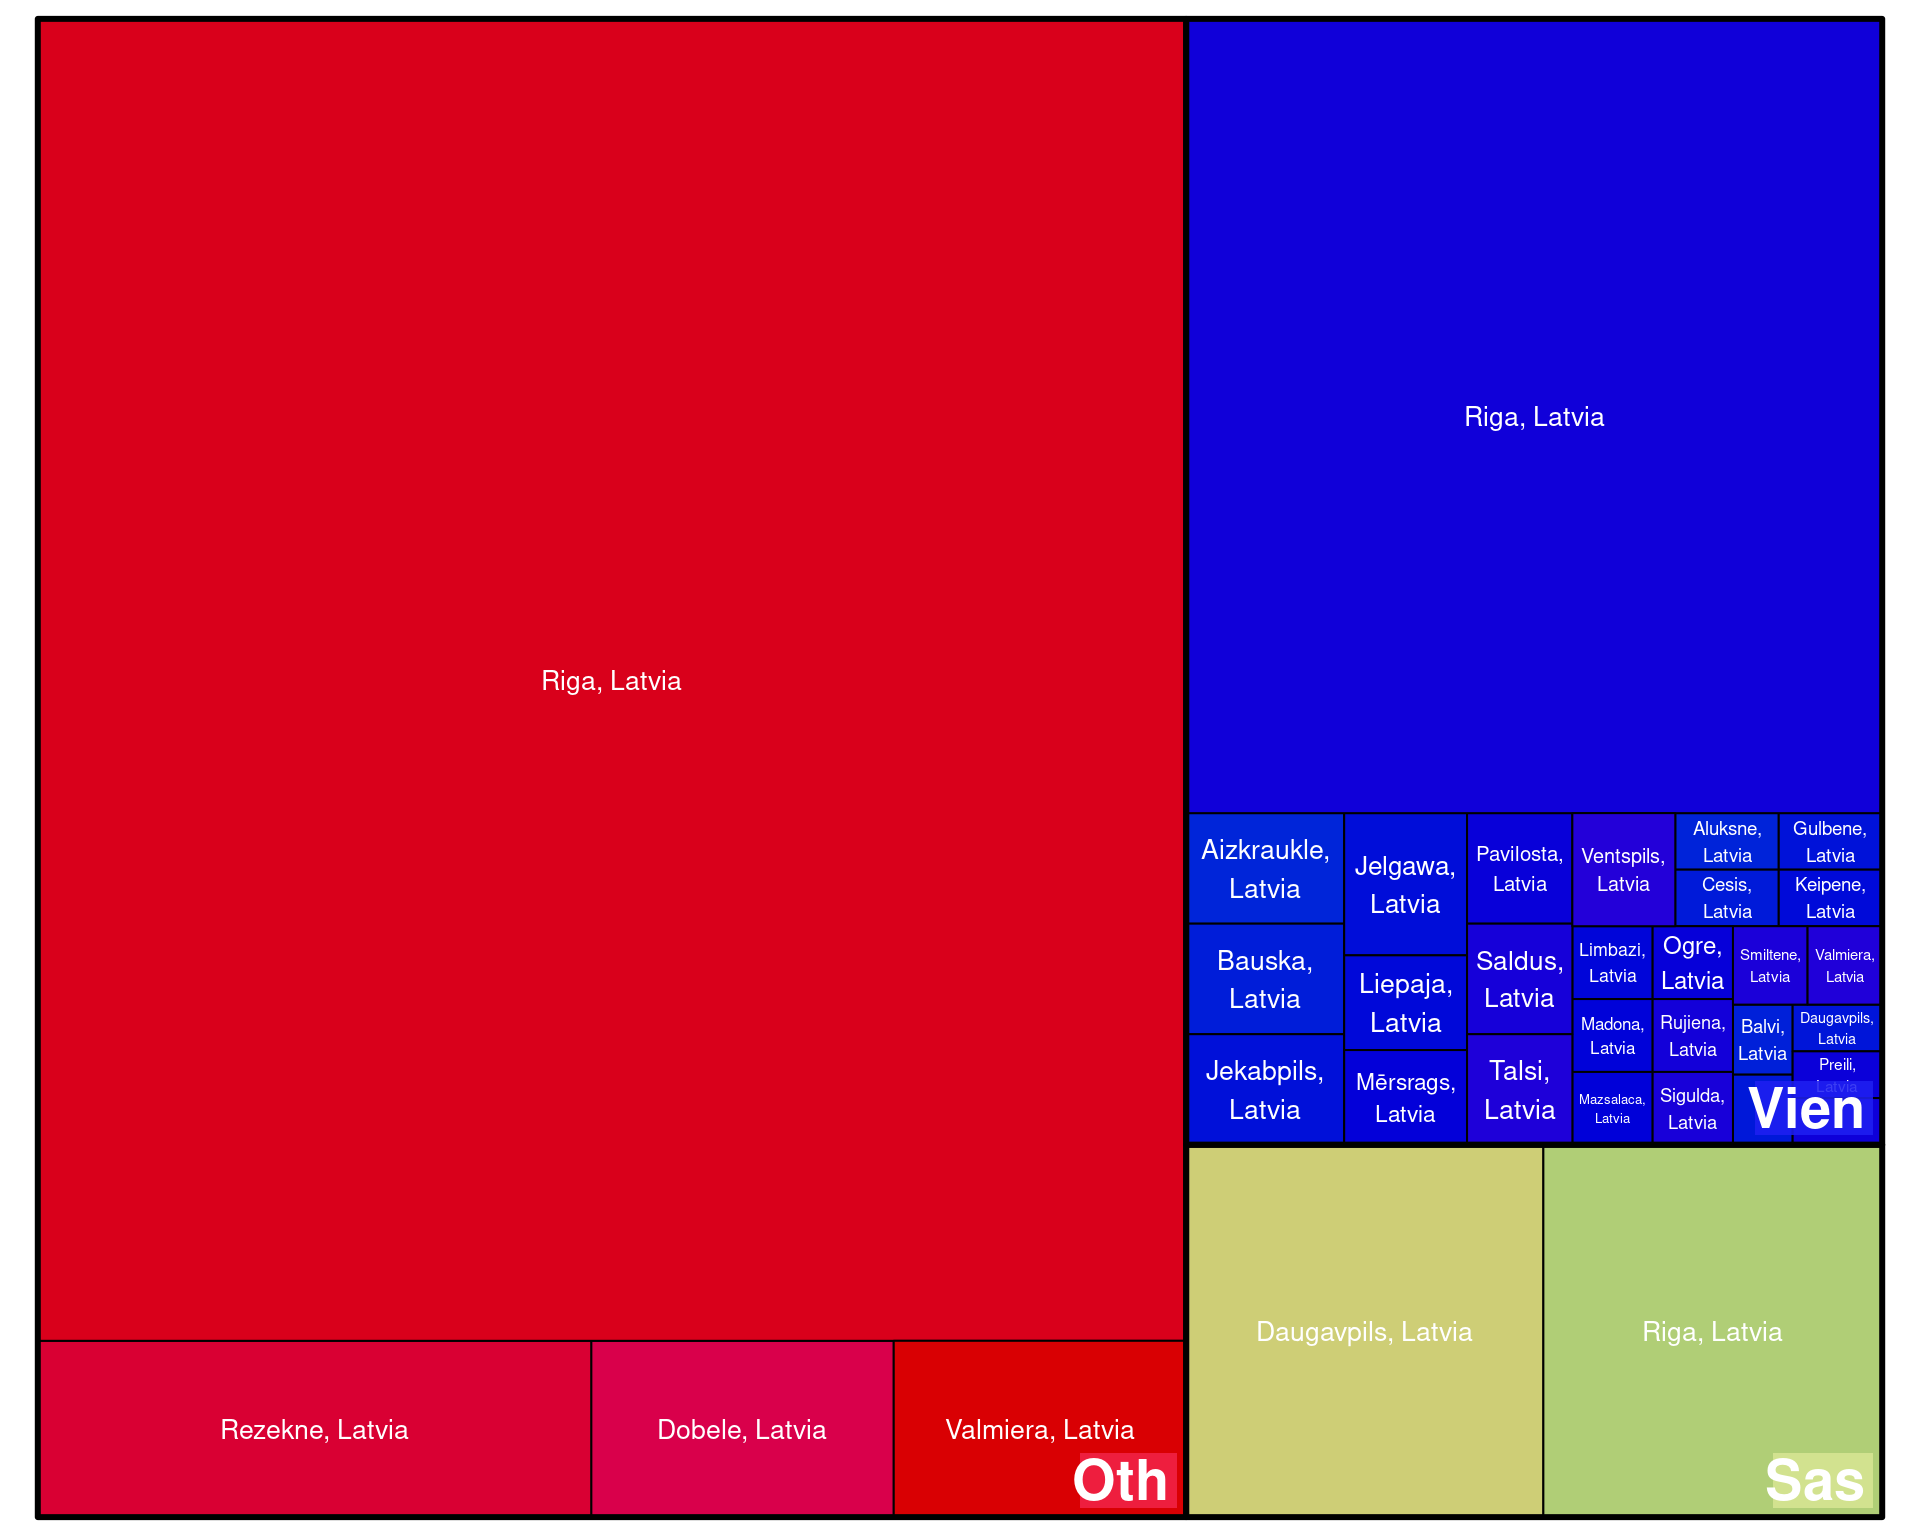 Riga, Latvia
Rezekne, Latvia
Dobele, Latvia
Valmiera, Latvia
Oth
Riga, Latvia
Aizkraukle,
Latvia
Bauska,
Latvia
Jekabpils,
Latvia
Jelgawa,
Latvia
Liepaja,
Latvia
Mērsrags,
Latvia
Pavilosta,
Latvia
Saldus,
Latvia
Talsi,
Latvia
Ventspils,
Latvia
Aluksne,
Latvia
Gulbene,
Latvia
Cesis,
Latvia
Keipene,
Latvia
Limbazi,
Latvia
Ogre,
Latvia
Smiltene,
Latvia
Valmiera,
Latvia
Madona,
Latvia
Rujiena,
Latvia
Balvi,
Latvia
Daugavpils,
Latvia
Preili,
Latvia
Mazsalaca,
Latvia
Sigulda,
Latvia
Vien
Daugavpils, Latvia
Riga, Latvia
Sas